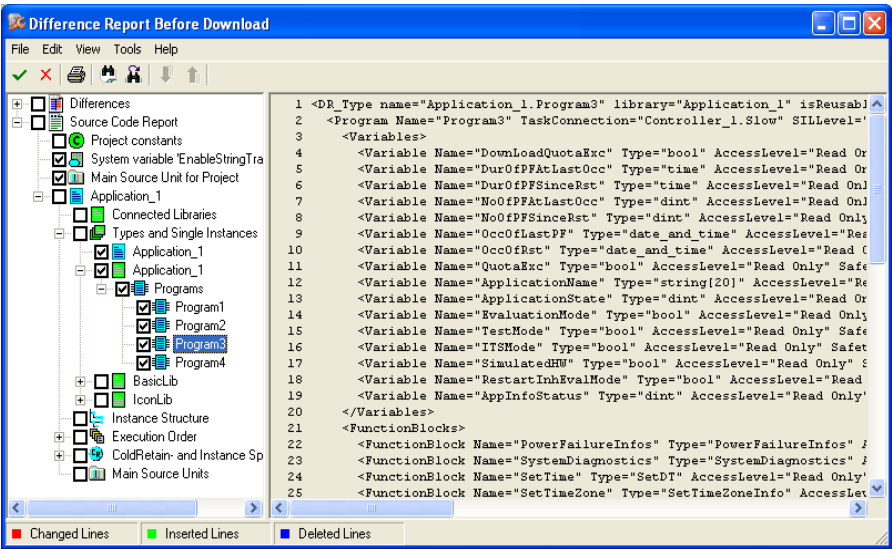 Difference Report Before Download
File Edit View Tools Help
Differences
Source Code Report
Project constants
System variable 'EnableStringTra
Main Source Unit for Project
Application_1
Connected Libraries
Types and Single Instances
Application_1
Application_1
Programs
Program1
Program2
Program3
Program4
BasicLib
IconLib
Instance Structure
Execution Order
ColdRetain- and Instance Sp
Main Source Units
1 <DR_Type name="Application_1.Program3" library="Application_1" isReusabl
2 <Program Name="Program3" TaskConnection="Controller_1.Slow" SILLevel='
3 <Variables>
4 <Variable Name="DownLoadQuotaExc" Type="bool" AccessLevel="Read Or
5 <Variable Name="DurOfPFAtLastOcc" Type="time" AccessLevel="Read Or
6 <Variable Name="DurOfPFSinceRst" Type="time" AccessLevel="Read Onl
7 <Variable Name="NoOfPFAtLastOcc" Type="dint" AccessLevel="Read Onl
8 <Variable Name="NoOfPFSinceRst" Type="dint" AccessLevel="Read Only
9 <Variable Name="OccOfLastPF" Type="date_and_time" AccessLevel="Rea
10 <Variable Name="OccOfRst" Type="date_and_time" AccessLevel="Read (
11 <Variable Name="QuotaExc" Type="bool" AccessLevel="Read Only" Safe
12 <Variable Name="ApplicationName" Type="string[20]" AccessLevel="Re
13 <Variable Name="ApplicationState" Type="dint" AccessLevel="Read Or
14 <Variable Name="EvaluationMode" Type="bool" AccessLevel="Read Only
15 <Variable Name="TestMode" Type="bool" AccessLevel="Read Only" Safe
16 <Variable Name="ITSMode" Type="bool" AccessLevel="Read Only" Safet
17 <Variable Name="SimulatedHW" Type="bool" AccessLevel="Read Only" S
18 <Variable Name="RestartInhEvalMode" Type="bool" AccessLevel="Read
19 <Variable Name="AppInfoStatus" Type="dint" AccessLevel="Read Only'
20 </Variables>
21 <FunctionBlocks>
22 <FunctionBlock Name="PowerFailureInfos" Type="PowerFailureInfos" A
23 <FunctionBlock Name="SystemDiagnostics" Type="SystemDiagnostics" A
24 <FunctionBlock Name="SetTime" Type="SetDT" AccessLevel="Read Only'
25 <FunctionBlock Name="SetTimeZone" Type="SetTimeZoneInfo" AccessLev
Changed Lines Inserted Lines Deleted Lines